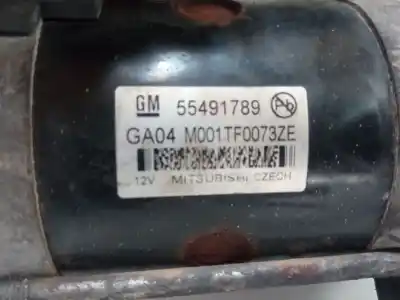 GM 55491789 Pb
GA04 M001TF0073ZE
12V MITSUBISHI CZECH